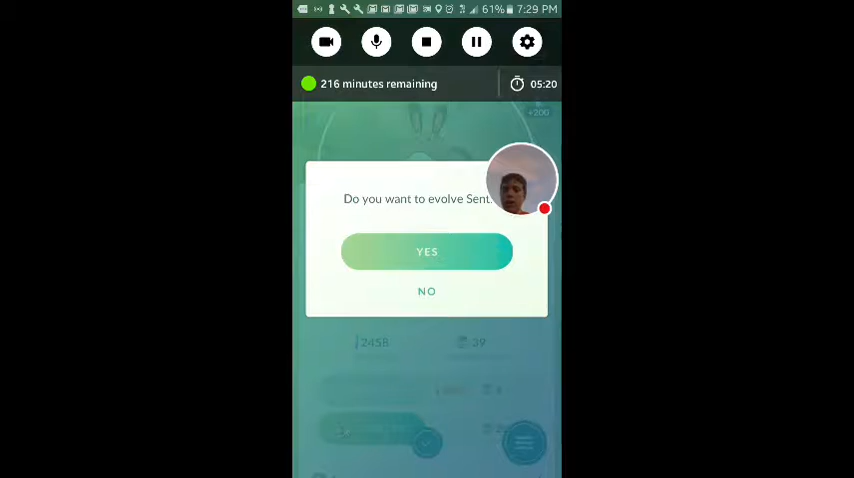 61% 7:29 PM
216 minutes remaining
05:20
+200
Do you want to evolve Sent
YES
NO
2458
39